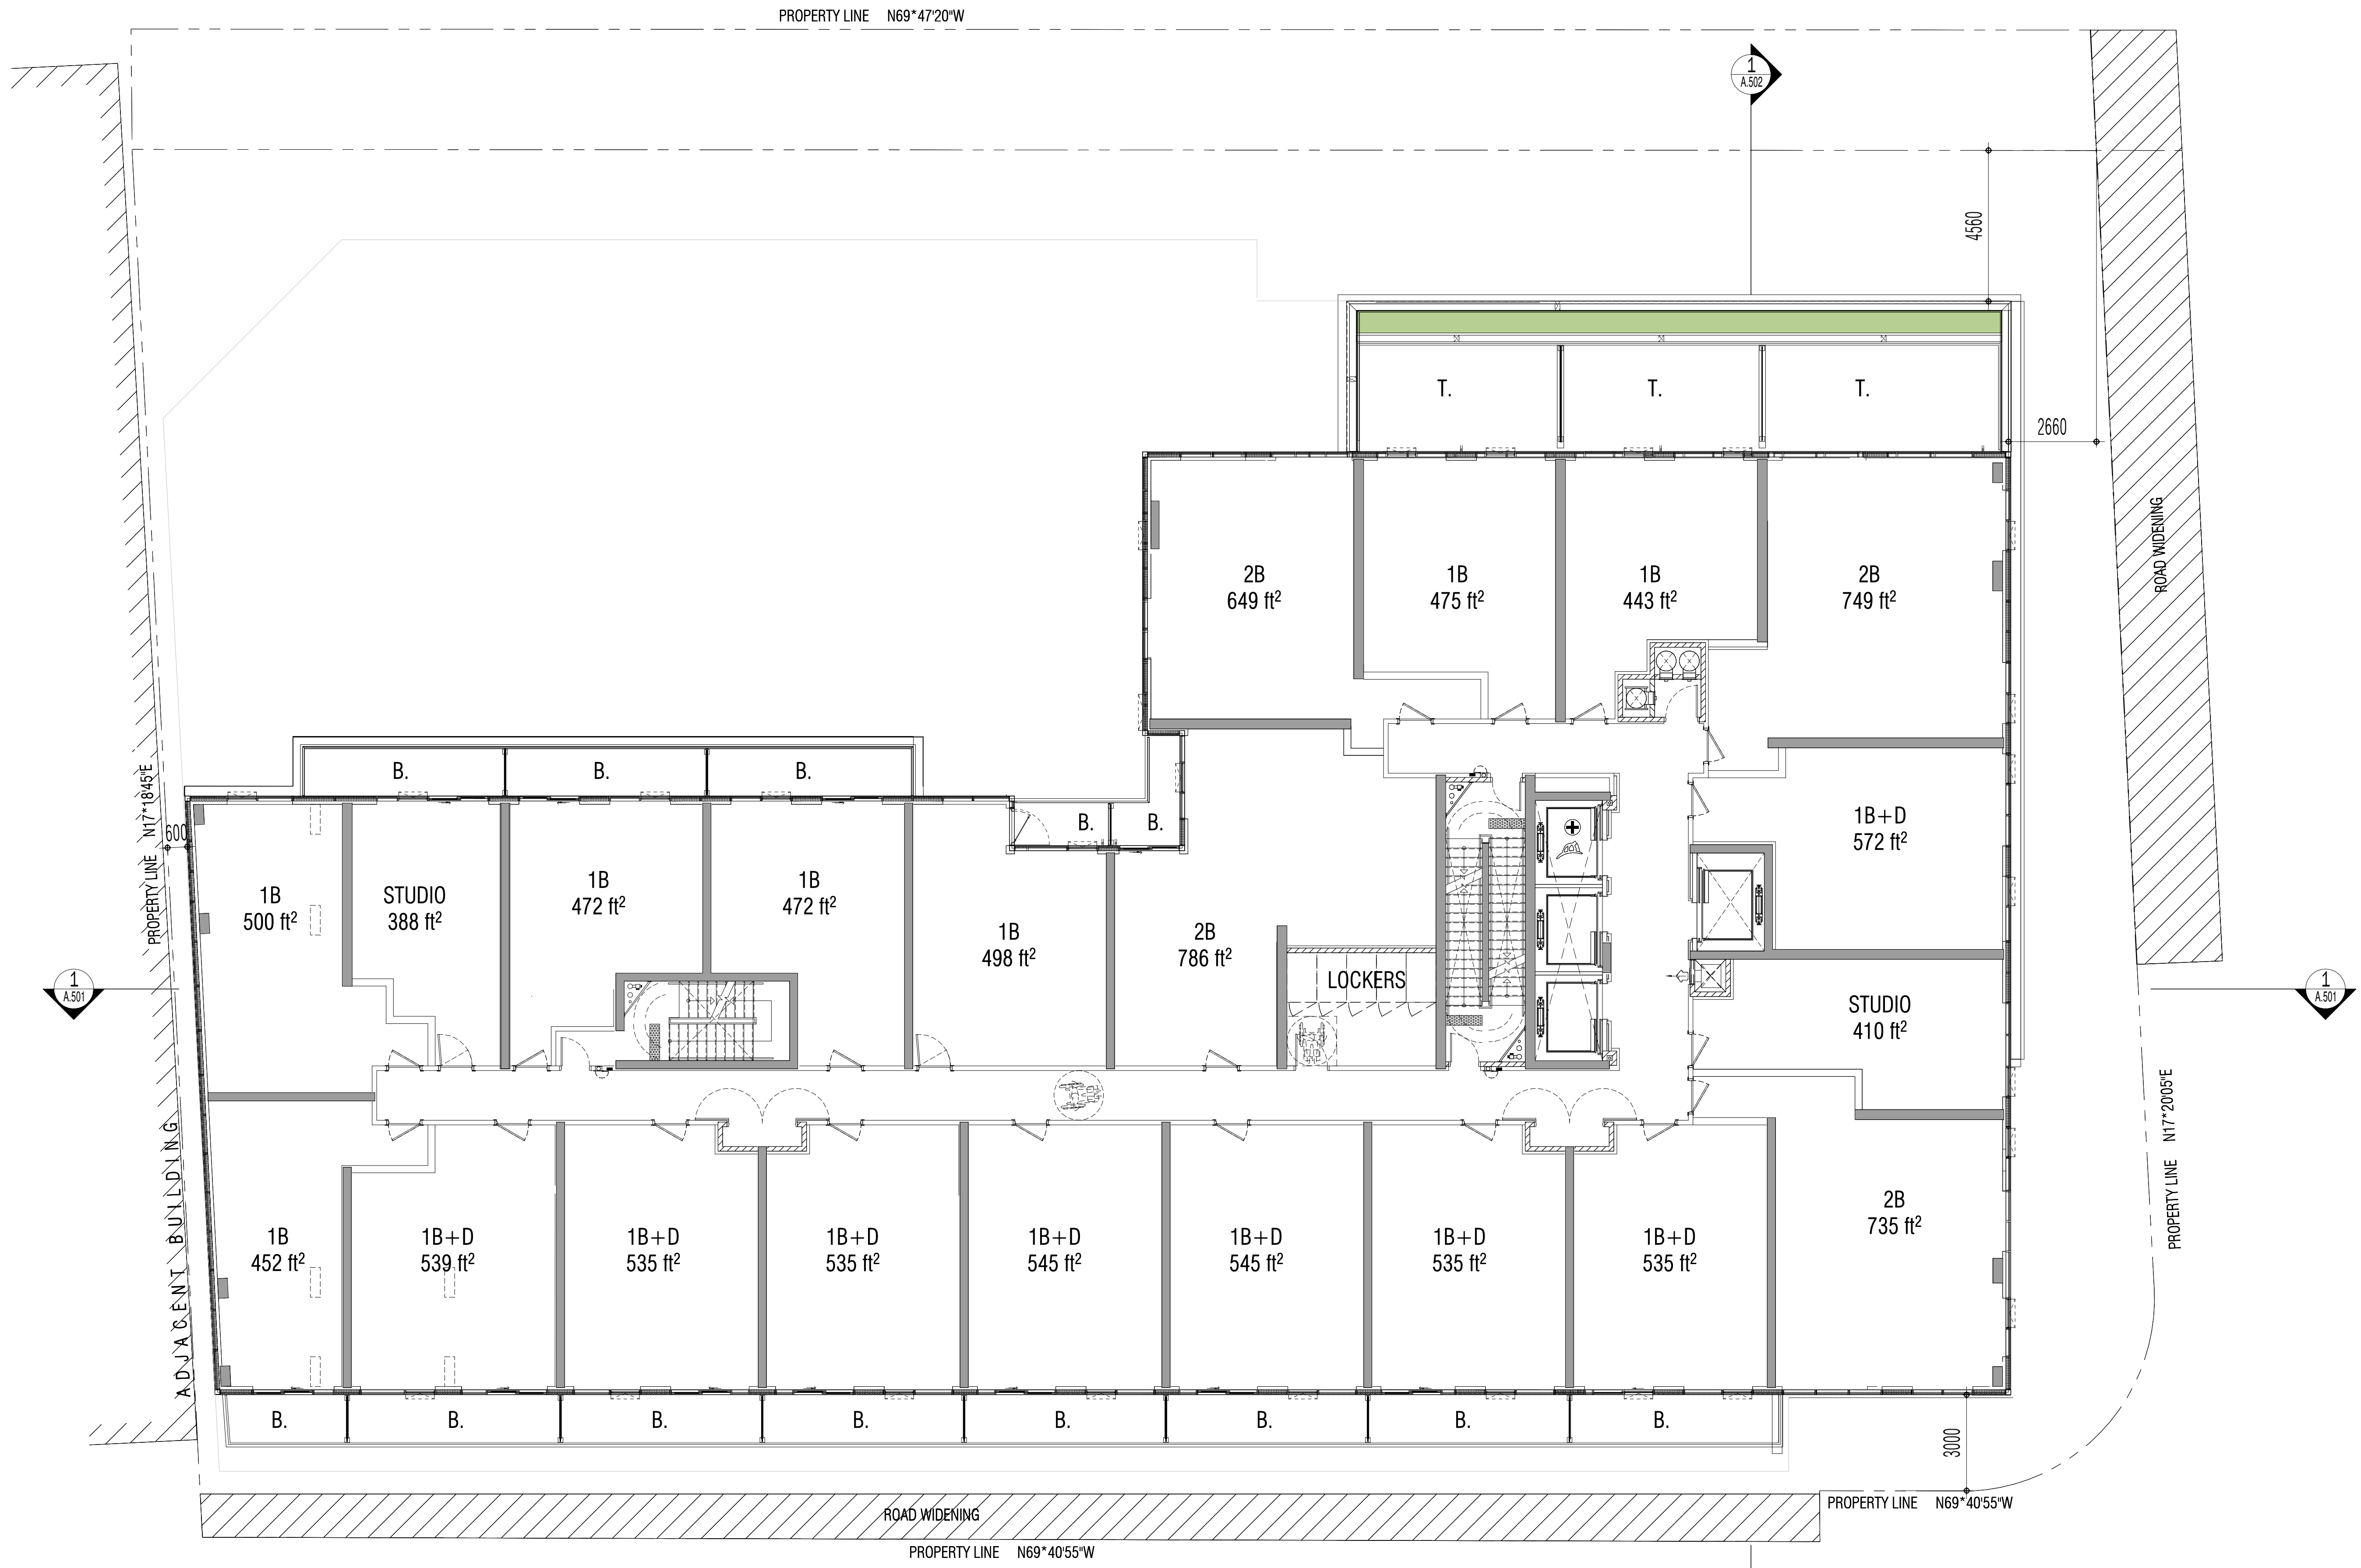 PROPERTY LINE N69*47'20"W
1
A.502
4560
2660
T.
T.
T.
ROAD WIDENING
2B
649 ft²
1B
475 ft²
1B
443 ft²
2B
749 ft²
PROPERTY LINE N17*18'45"E
600
B.
B.
B.
B.
B.
1B+D
572 ft²
1B
500 ft²
STUDIO
388 ft²
1B
472 ft²
1B
472 ft²
1B
498 ft²
2B
786 ft²
LOCKERS
1
A.501
1
A.501
STUDIO
410 ft²
ADJACENT BUILDING
PROPERTY LINE N17*20'05"E
1B
452 ft²
1B+D
539 ft²
1B+D
535 ft²
1B+D
535 ft²
1B+D
545 ft²
1B+D
545 ft²
1B+D
535 ft²
1B+D
535 ft²
2B
735 ft²
B.
B.
B.
B.
B.
B.
B.
B.
3000
PROPERTY LINE N69*40'55"W
ROAD WIDENING
PROPERTY LINE N69*40'55"W